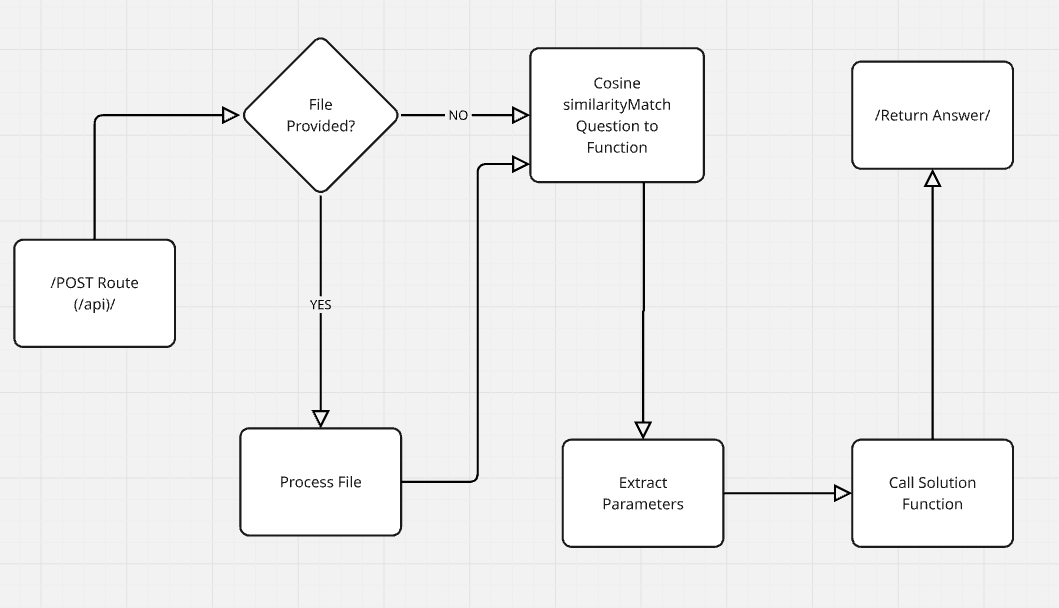 /POST Route
(/api)/
File
Provided?
NO
YES
Process File
Cosine
similarityMatch
Question to
Function
Extract
Parameters
Call Solution
Function
/Return Answer/